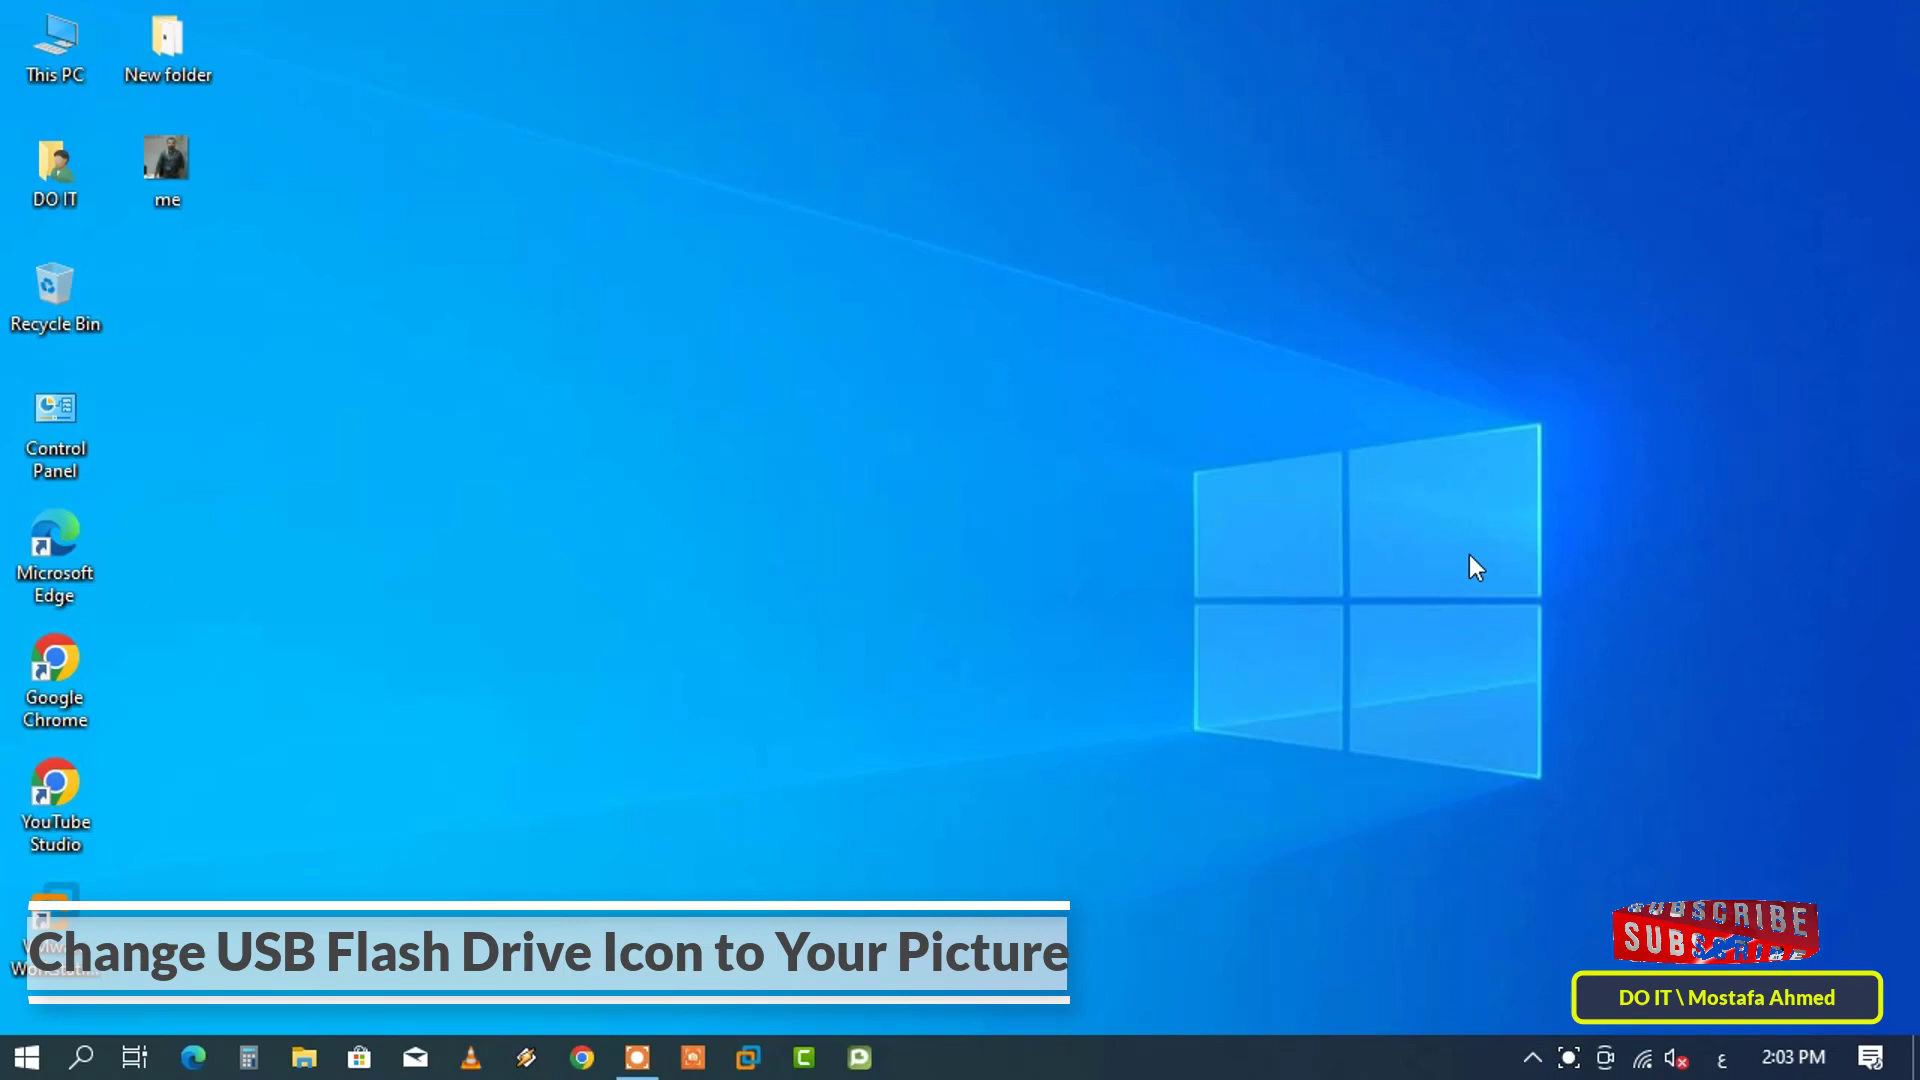 This PC
New folder
DO IT
me
Recycle Bin
Control
Panel
Microsoft
Edge
Google
Chrome
YouTube
Studio
Change USB Flash Drive Icon to Your Picture
SUBSCRIBE
SUBSCRIBE
DO IT \ Mostafa Ahmed
ع
2:03 PM